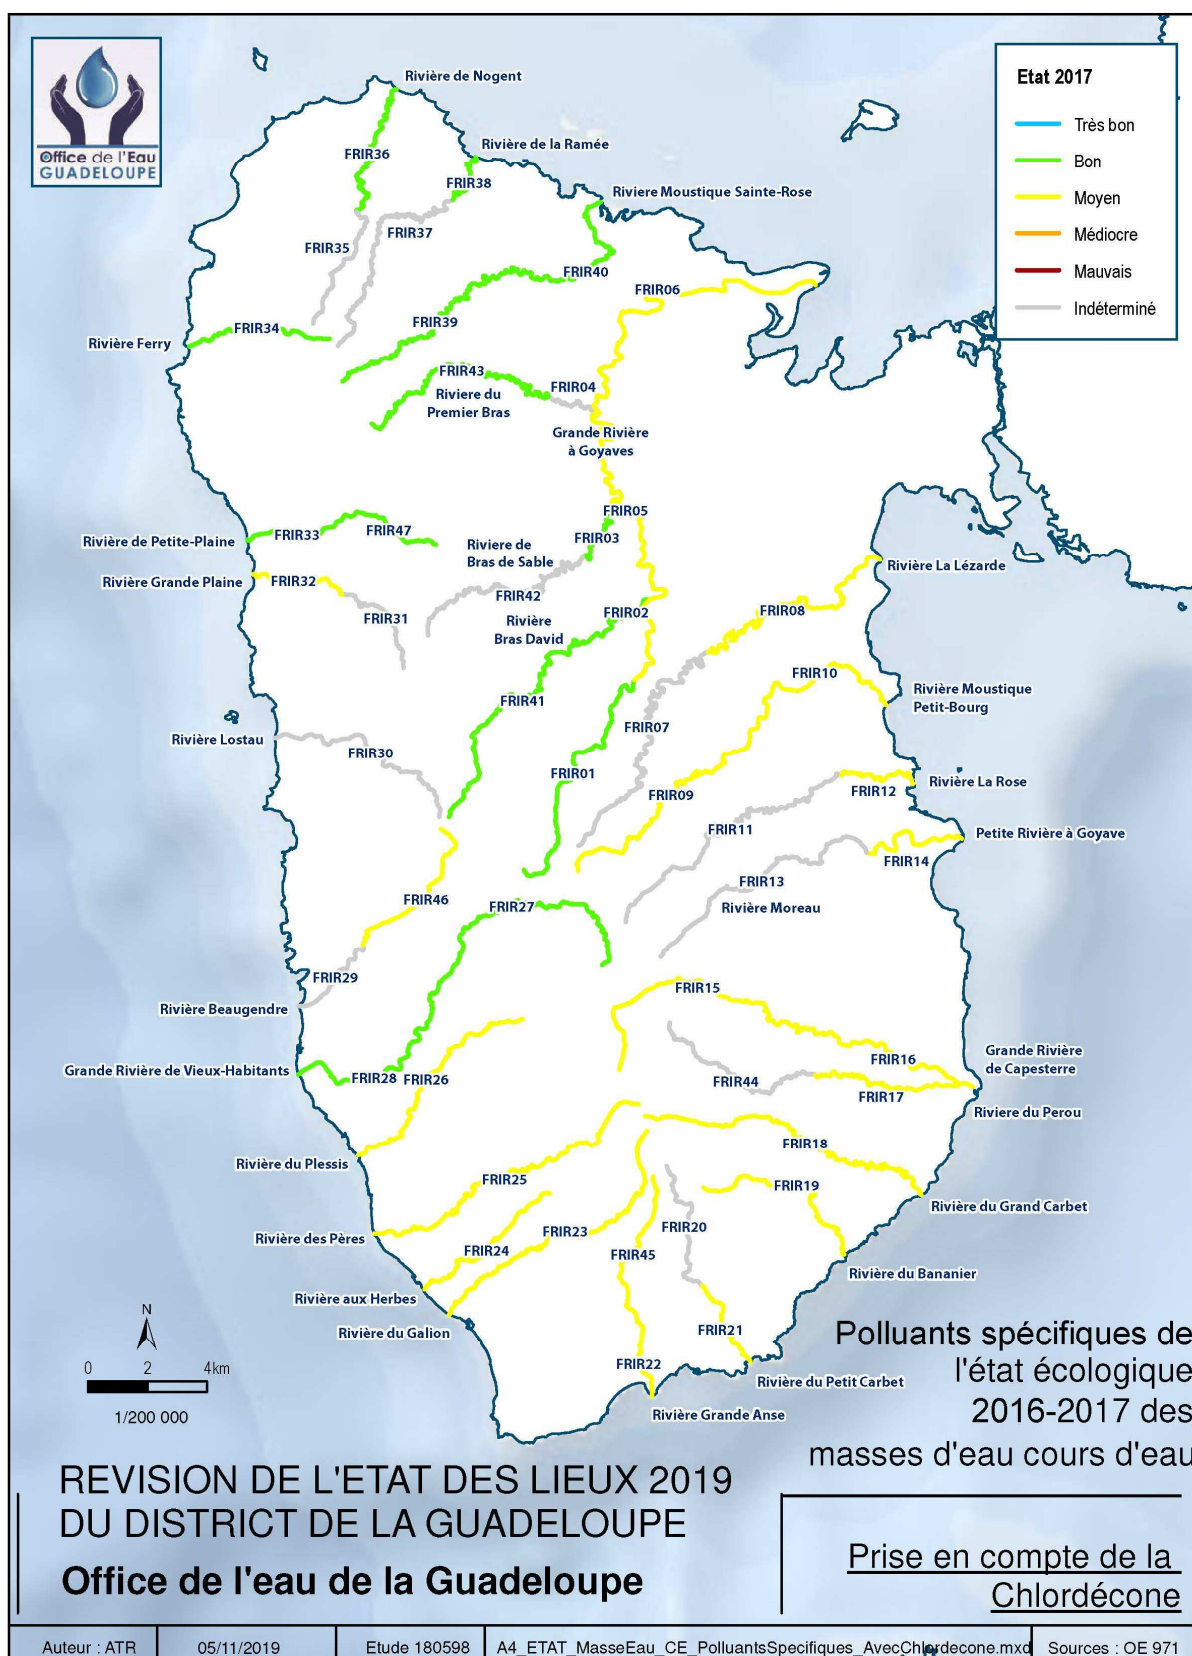 Office de l'Eau
GUADELOUPE
Etat 2017
Très bon
Bon
Moyen
Médiocre
Mauvais
Indéterminé
Rivière de Nogent
FRIR36
Rivière de la Ramée
FRIR38
Riviere Moustique Sainte-Rose
FRIR37
FRIR35
FRIR40
FRIR06
FRIR39
FRIR34
Rivière Ferry
FRIR43
FRIR04
Riviere du
Premier Bras
Grande Rivière
à Goyaves
FRIR05
FRIR33
FRIR47
FRIR03
Rivière de Petite-Plaine
Riviere de
Bras de Sable
Rivière La Lézarde
Rivière Grande Plaine
FRIR32
FRIR42
FRIR31
FRIR02
FRIR08
Rivière
Bras David
FRIR10
Rivière Moustique
Petit-Bourg
FRIR41
FRIR07
Rivière Lostau
FRIR30
FRIR01
Rivière La Rose
FRIR12
FRIR09
FRIR11
Petite Rivière à Goyave
FRIR14
FRIR13
FRIR46
FRIR27
Rivière Moreau
FRIR29
FRIR15
Rivière Beaugendre
Grande Rivière
de Capesterre
FRIR16
Grande Rivière de Vieux-Habitants
FRIR28
FRIR26
FRIR44
FRIR17
Riviere du Perou
FRIR18
Rivière du Plessis
FRIR25
FRIR19
Rivière du Grand Carbet
FRIR20
FRIR23
Rivière des Pères
FRIR24
FRIR45
Rivière du Bananier
Rivière aux Herbes
Rivière du Galion
FRIR21
FRIR22
Rivière du Petit Carbet
Rivière Grande Anse
N
0 2 4km
1/200 000
Polluants spécifiques de
l'état écologique
2016-2017 des
masses d'eau cours d'eau
REVISION DE L'ETAT DES LIEUX 2019
DU DISTRICT DE LA GUADELOUPE
Office de l'eau de la Guadeloupe
Prise en compte de la
Chlordécone
Auteur : ATR 05/11/2019 Etude 180598 A4_ETAT_MasseEau_CE_PolluantsSpecifiques_AvecChlordecone.mxd Sources : OE 971